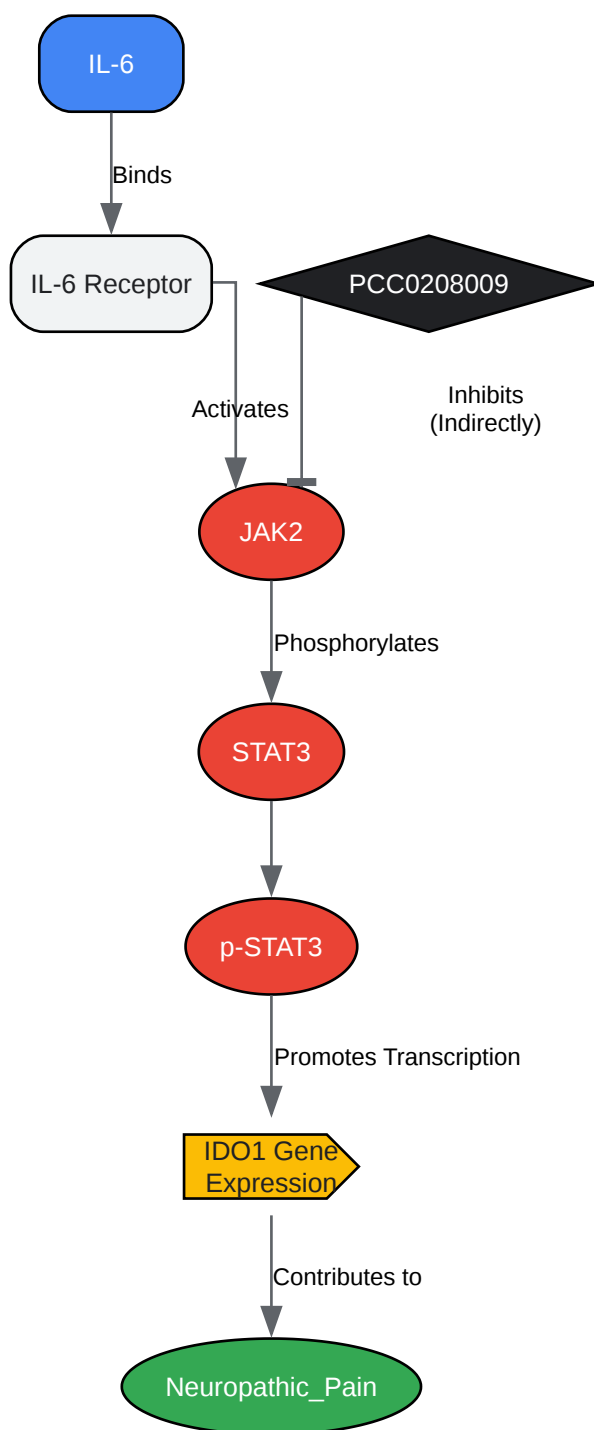 IL-6
Binds
IL-6 Receptor
PCC0208009
Activates
Inhibits
(Indirectly)
JAK2
Phosphorylates
STAT3
p-STAT3
Promotes Transcription
IDO1 Gene
Expression
Contributes to
Neuropathic_Pain